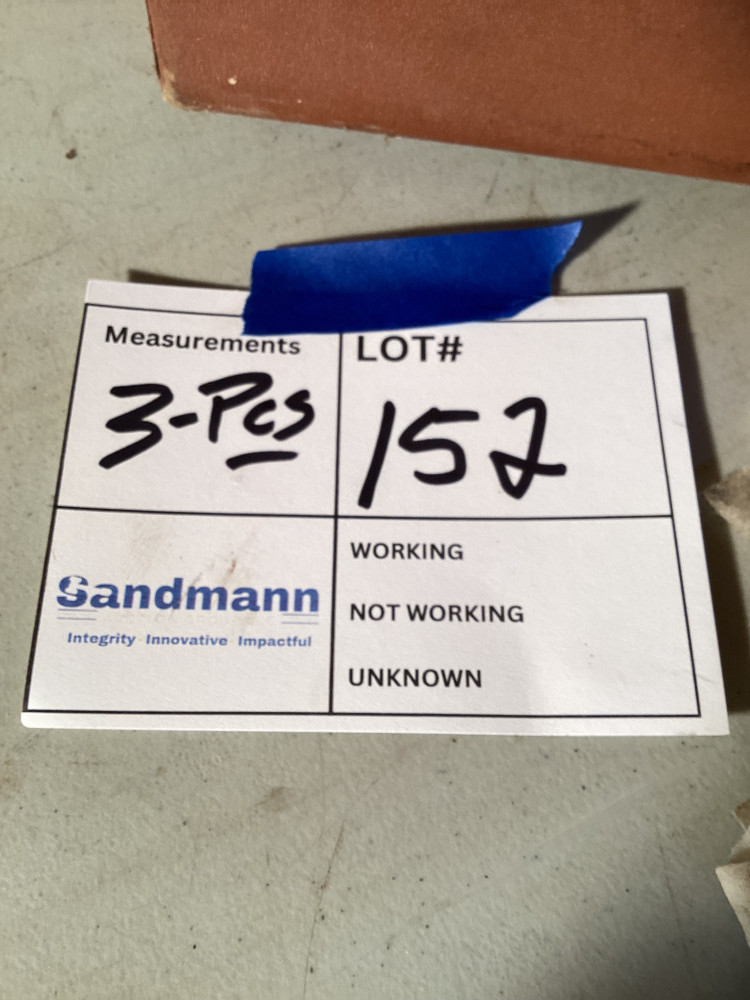 Measurements
3-Pcs
LOT#
152
Sandmann
Integrity Innovative Impactful
WORKING
NOT WORKING
UNKNOWN